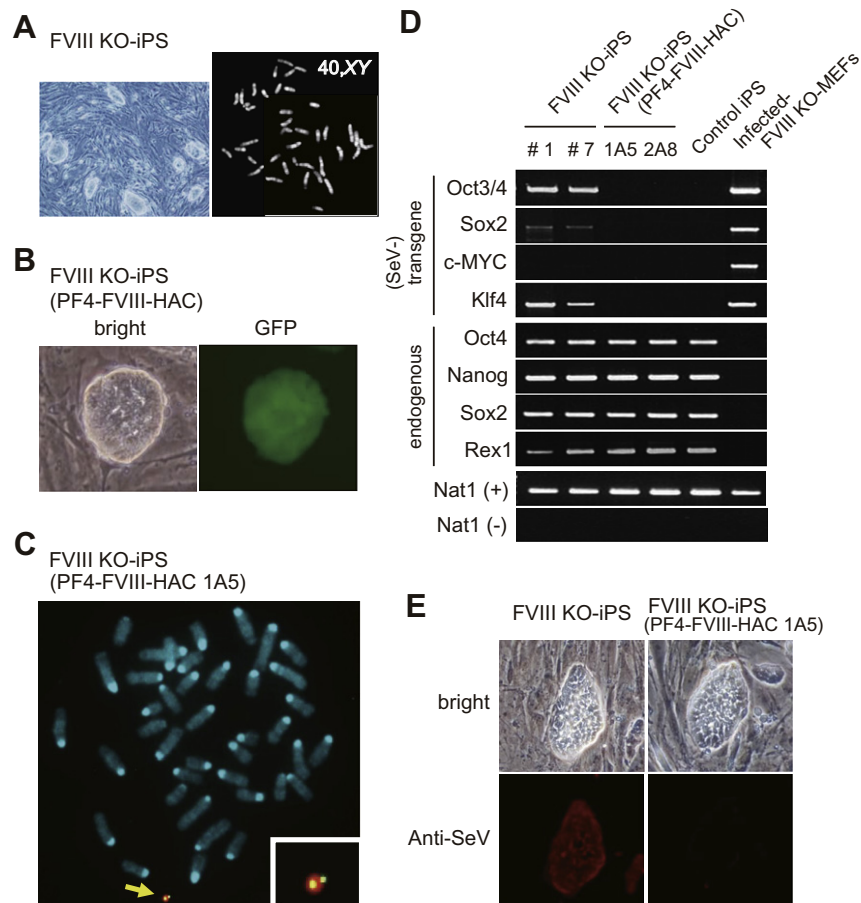 A
FVIII KO-iPS
40,XY
B
FVIII KO-iPS
(PF4-FVIII-HAC)
bright
GFP
C
FVIII KO-iPS
(PF4-FVIII-HAC 1A5)
D
FVIII KO-iPS
FVIII KO-iPS
(PF4-FVIII-HAC)
Control iPS
Infected-
FVIII KO-MEFs
# 1
# 7
1A5
2A8
(SeV-)
transgene
Oct3/4
Sox2
c-MYC
Klf4
endogenous
Oct4
Nanog
Sox2
Rex1
Nat1 (+)
Nat1 (-)
E
FVIII KO-iPS
FVIII KO-iPS
(PF4-FVIII-HAC 1A5)
bright
Anti-SeV